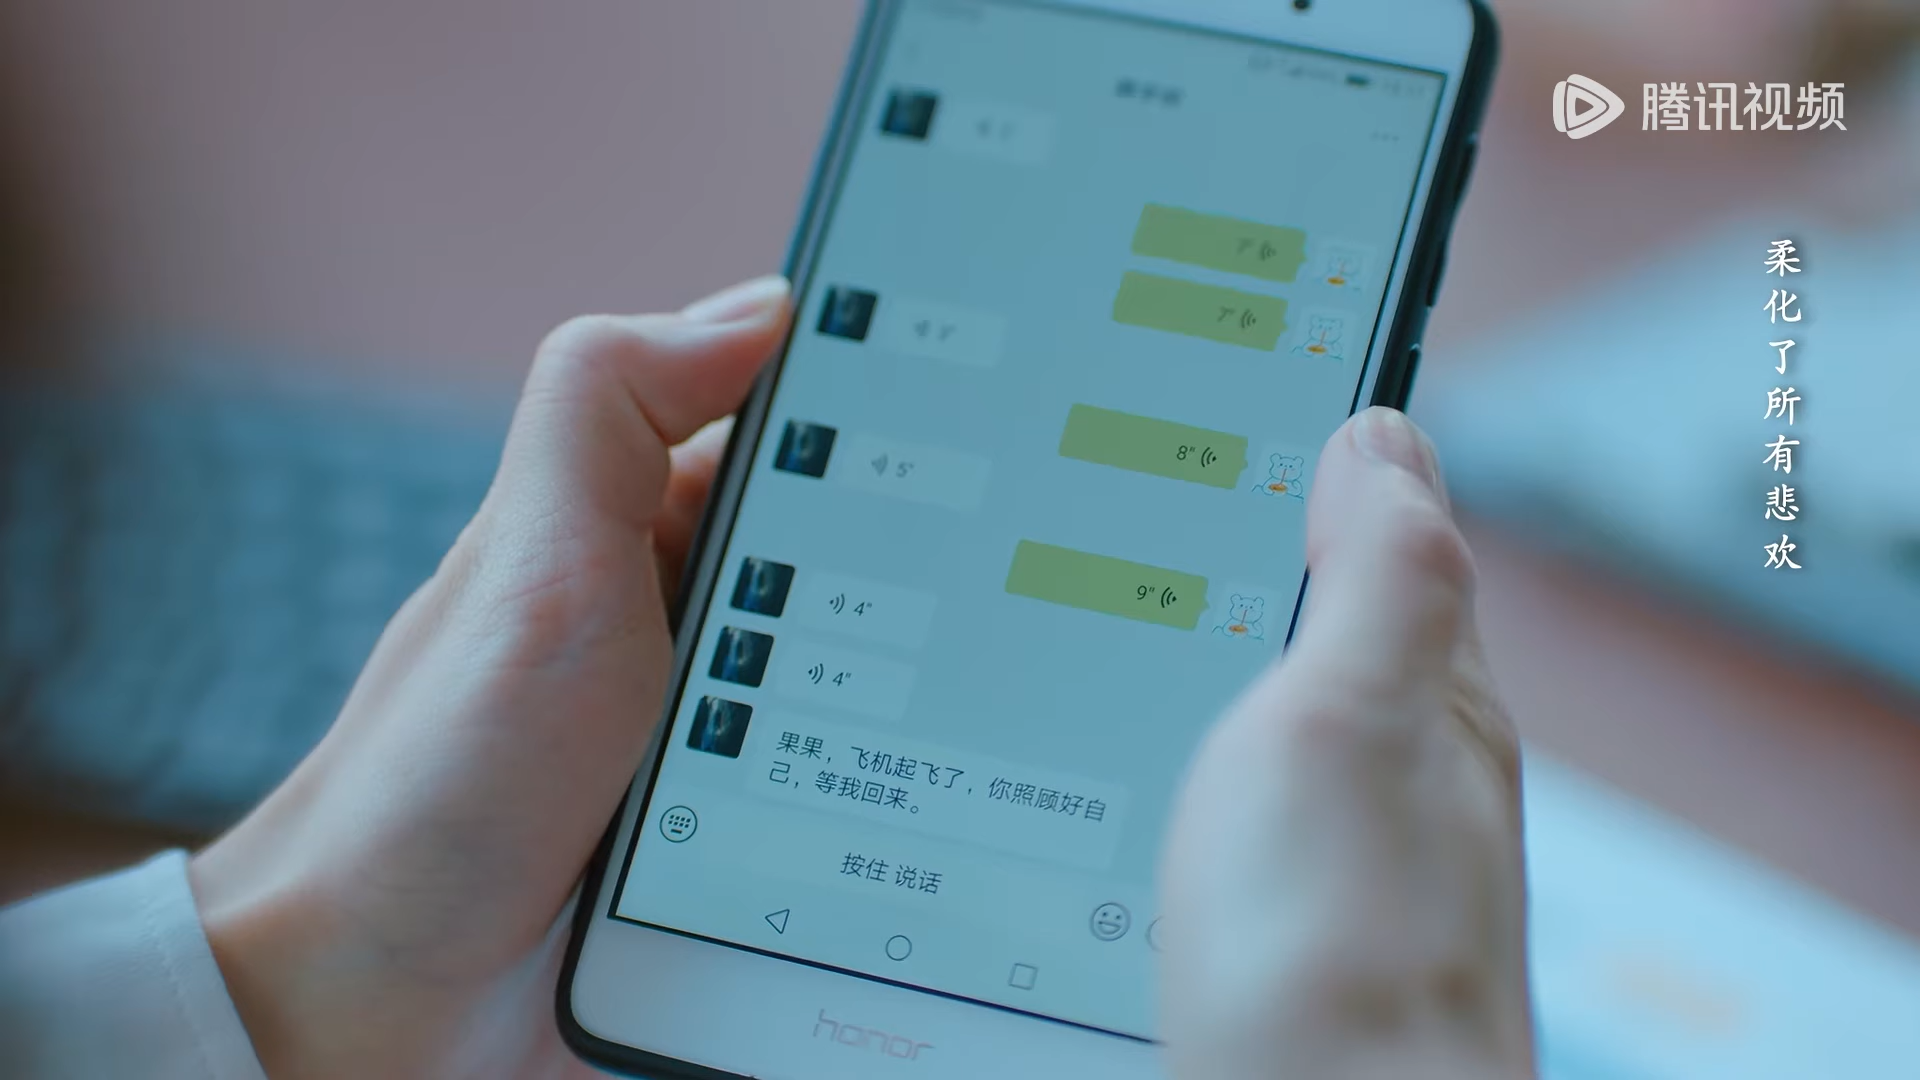 腾讯视频
柔化了所有悲欢
7"
7"
8"
5"
9"
4"
4"
果果，飞机起飞了，你照顾好自
己，等我回来。
按住 说话
honor